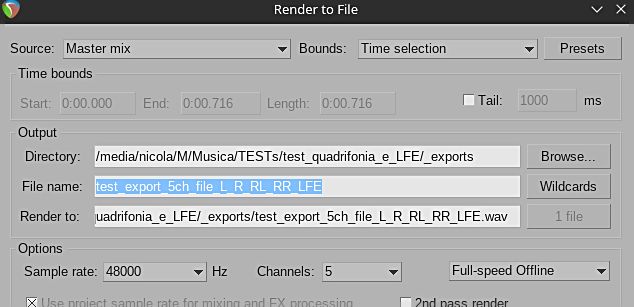 Render to File
Source: Master mix Bounds: Time selection Presets
Time bounds
Start: 0:00.000 End: 0:00.716 Length: 0:00.716 Tail: 1000 ms
Output
Directory: /media/nicola/M/Musica/TESTs/test_quadrifonia_e_LFE/_exports Browse...
File name: test_export_5ch_file_L_R_RL_RR_LFE Wildcards
Render to: quadrifonia_e_LFE/_exports/test_export_5ch_file_L_R_RL_RR_LFE.wav 1 file
Options
Sample rate: 48000 Hz Channels: 5 Full-speed Offline
Use project sample rate for mixing and FX processing 2nd pass render